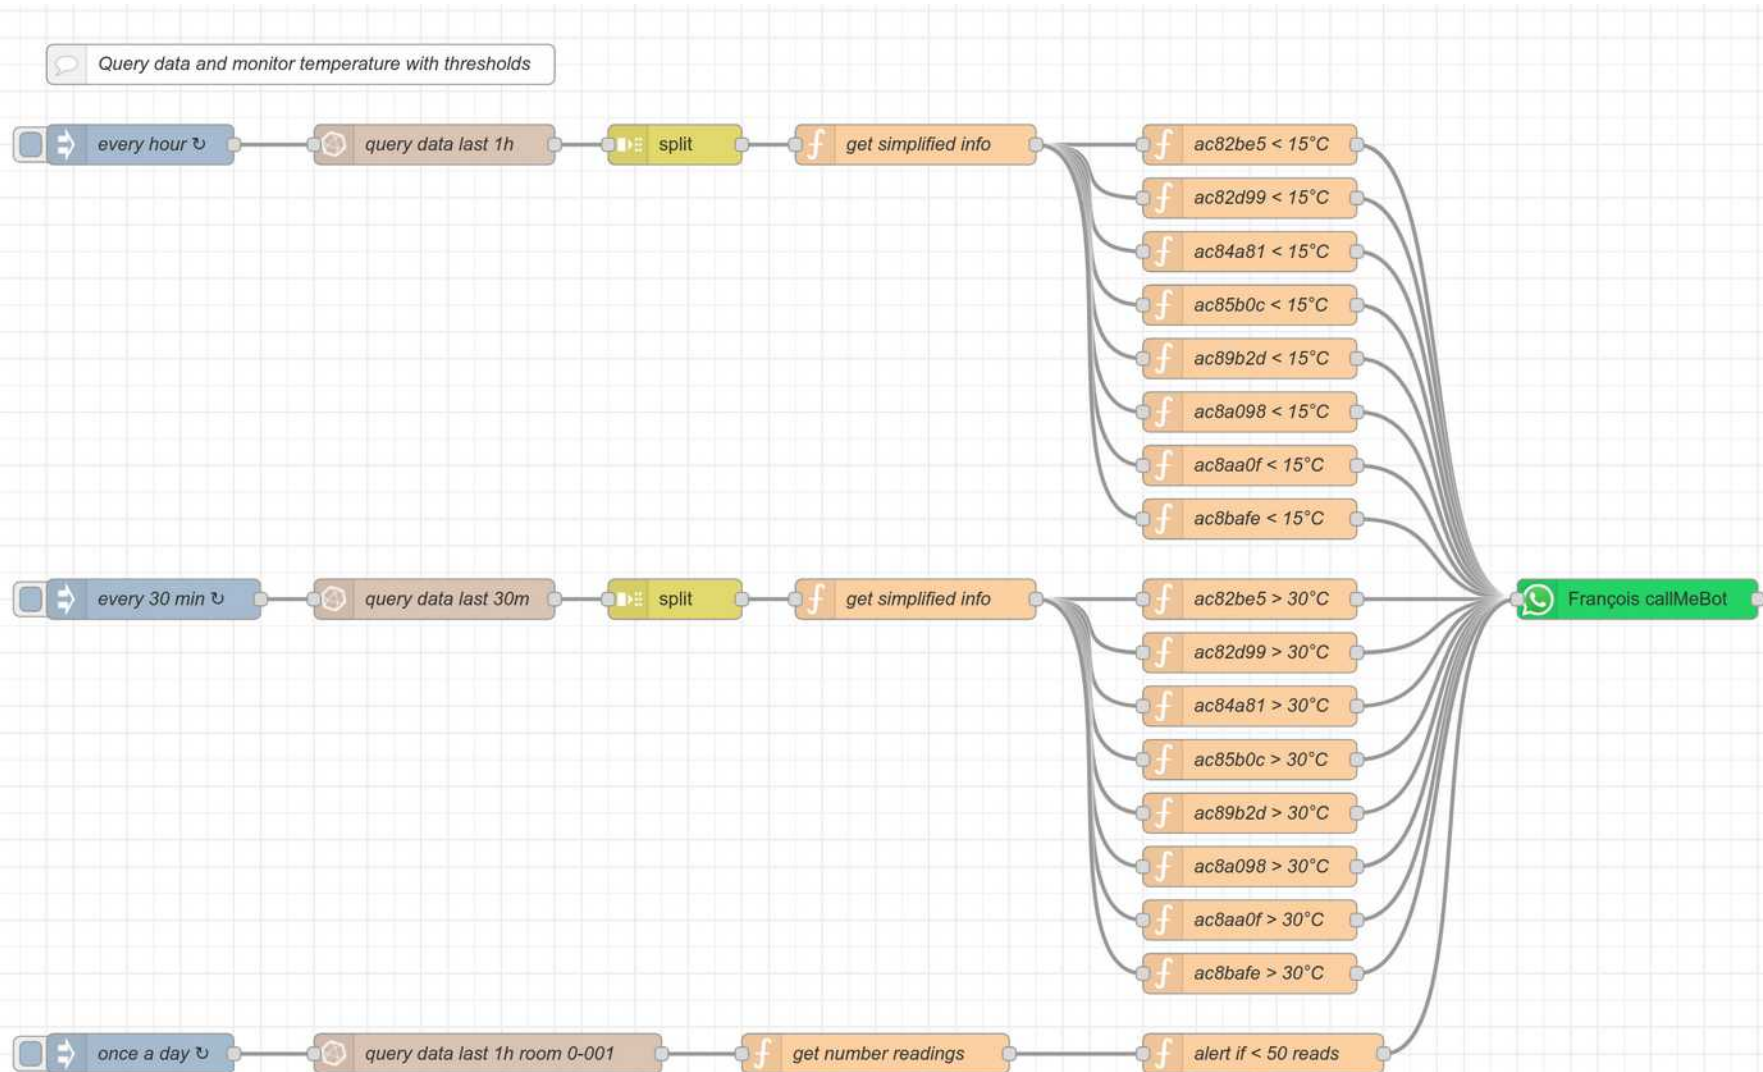 Query data and monitor temperature with thresholds
every hour ↻
query data last 1h
split
get simplified info
ac82be5 < 15°C
ac82d99 < 15°C
ac84a81 < 15°C
ac85b0c < 15°C
ac89b2d < 15°C
ac8a098 < 15°C
ac8aa0f < 15°C
ac8bafe < 15°C
every 30 min ↻
query data last 30m
split
get simplified info
ac82be5 > 30°C
François callMeBot
ac82d99 > 30°C
ac84a81 > 30°C
ac85b0c > 30°C
ac89b2d > 30°C
ac8a098 > 30°C
ac8aa0f > 30°C
ac8bafe > 30°C
once a day ↻
query data last 1h room 0-001
get number readings
alert if < 50 reads